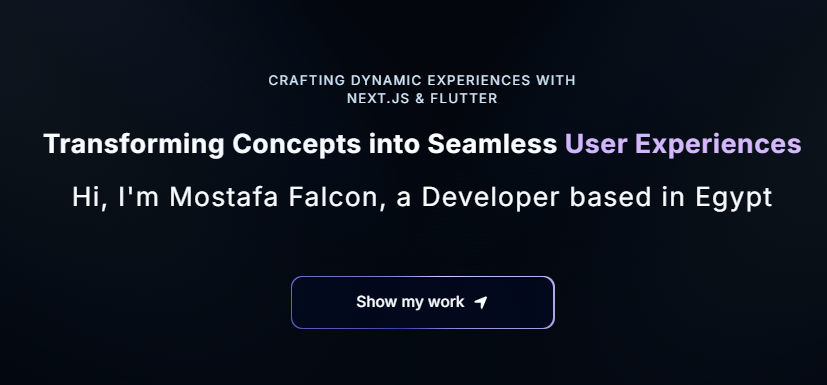 CRAFTING DYNAMIC EXPERIENCES WITH
NEXT.JS & FLUTTER
Transforming Concepts into Seamless User Experiences
Hi, I'm Mostafa Falcon, a Developer based in Egypt
Show my work